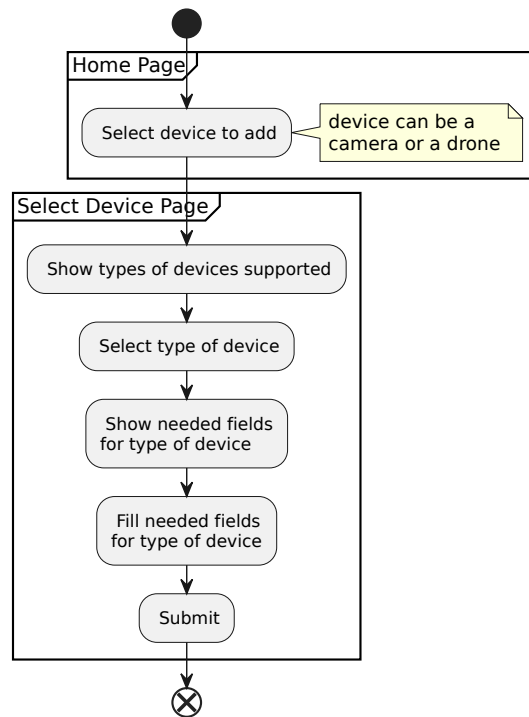 Home Page
Select device to add
device can be a
camera or a drone
Select Device Page
Show types of devices supported
Select type of device
Show needed fields
for type of device
Fill needed fields
for type of device
Submit